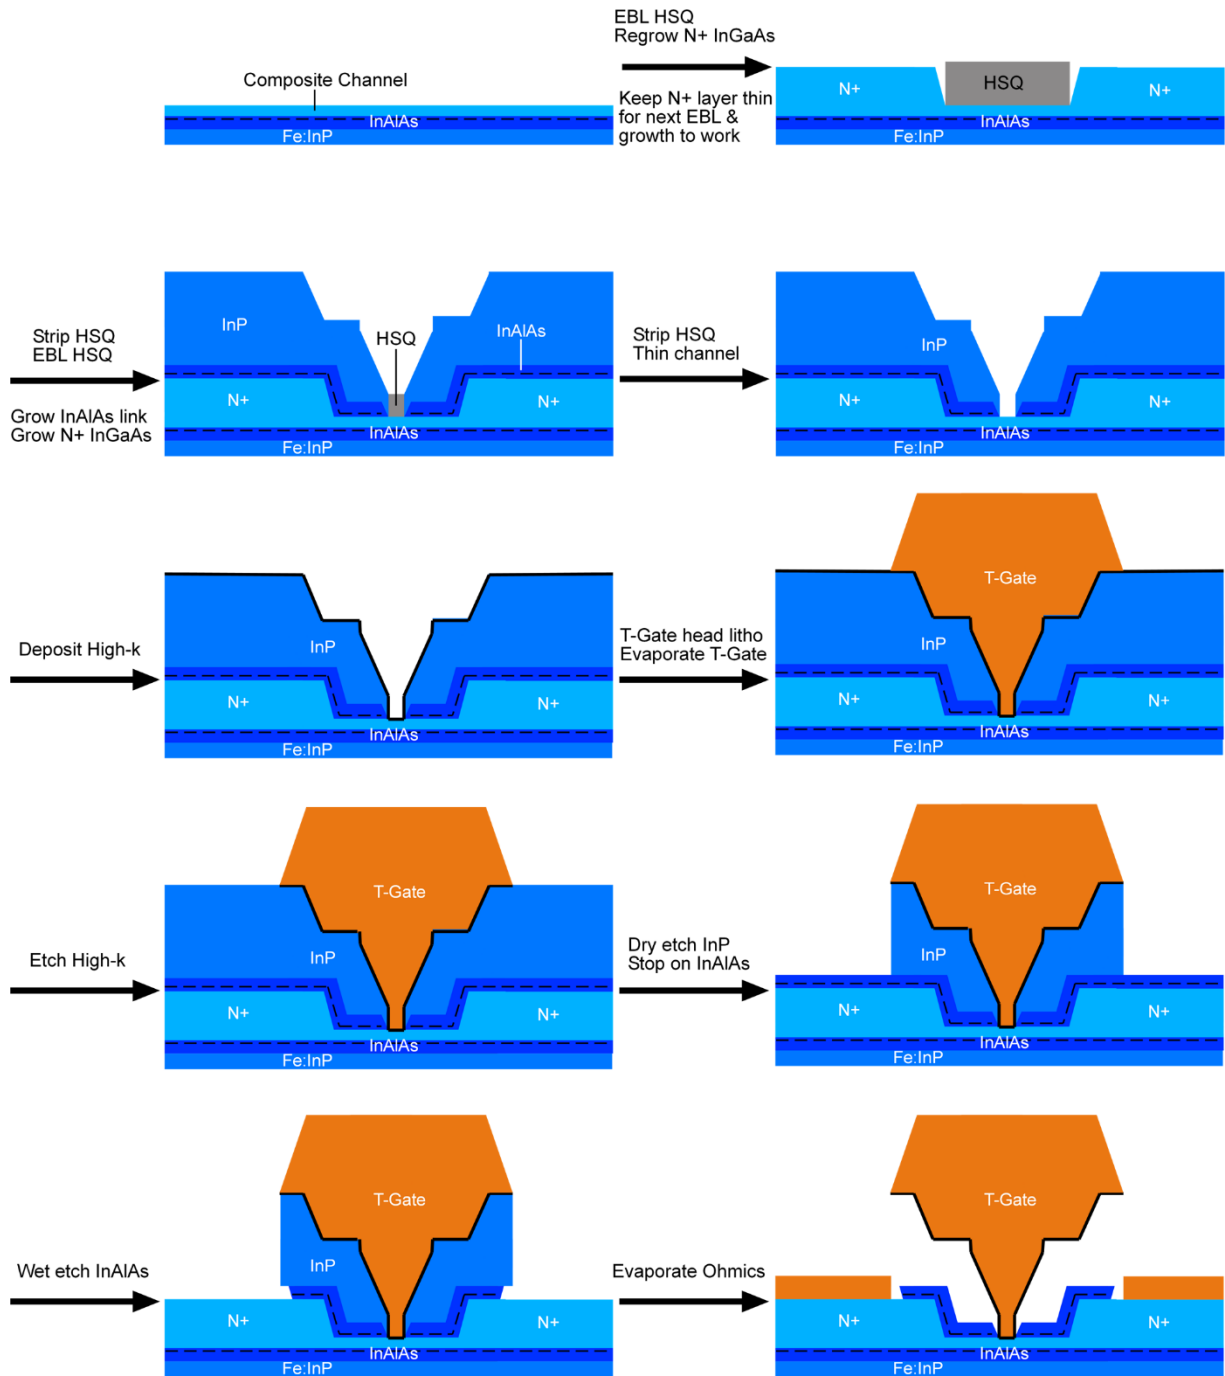 Composite Channel
InAlAs
Fe:InP
EBL HSQ
Regrow N+ InGaAs
Keep N+ layer thin
for next EBL &
growth to work
N+
HSQ
N+
InAlAs
Fe:InP
Strip HSQ
EBL HSQ
Grow InAlAs link
Grow N+ InGaAs
InP
HSQ
InAlAs
N+
N+
InAlAs
Fe:InP
Strip HSQ
Thin channel
InP
N+
N+
InAlAs
Fe:InP
Deposit High-k
InP
N+
N+
InAlAs
Fe:InP
T-Gate head litho
Evaporate T-Gate
T-Gate
InP
N+
N+
InAlAs
Fe:InP
Etch High-k
T-Gate
InP
N+
N+
InAlAs
Fe:InP
Dry etch InP
Stop on InAlAs
T-Gate
InP
N+
N+
InAlAs
Fe:InP
Wet etch InAlAs
T-Gate
InP
N+
N+
InAlAs
Fe:InP
Evaporate Ohmics
T-Gate
N+
N+
InAlAs
Fe:InP